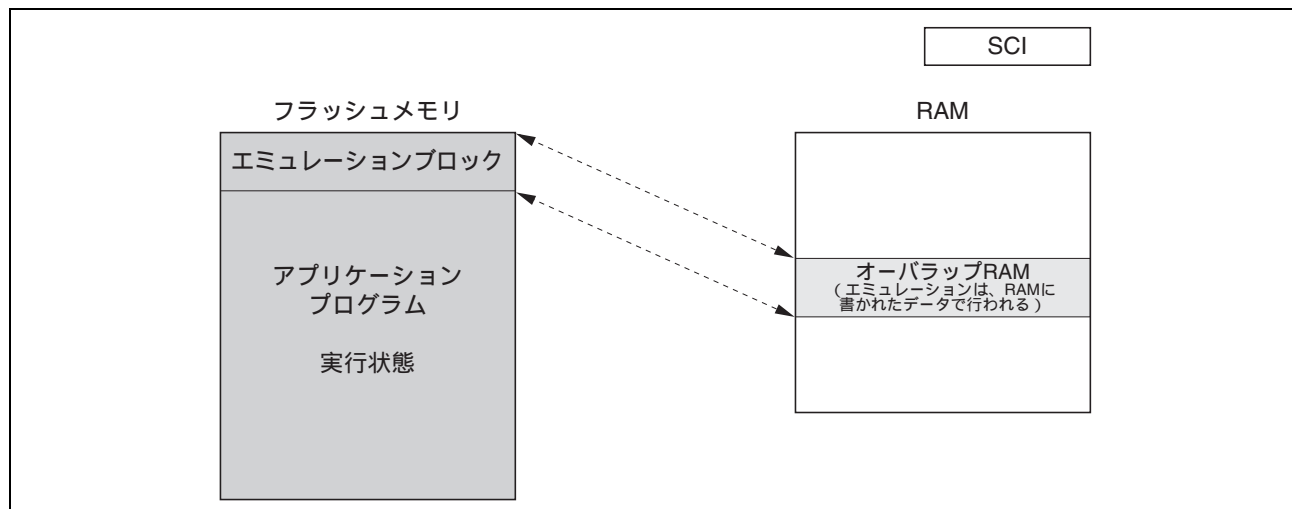 SCI
フラッシュメモリ
RAM
エミュレーションブロック
アプリケーション
プログラム
実行状態
オーバラップRAM
(エミュレーションは、RAMに
書かれたデータで行われる)